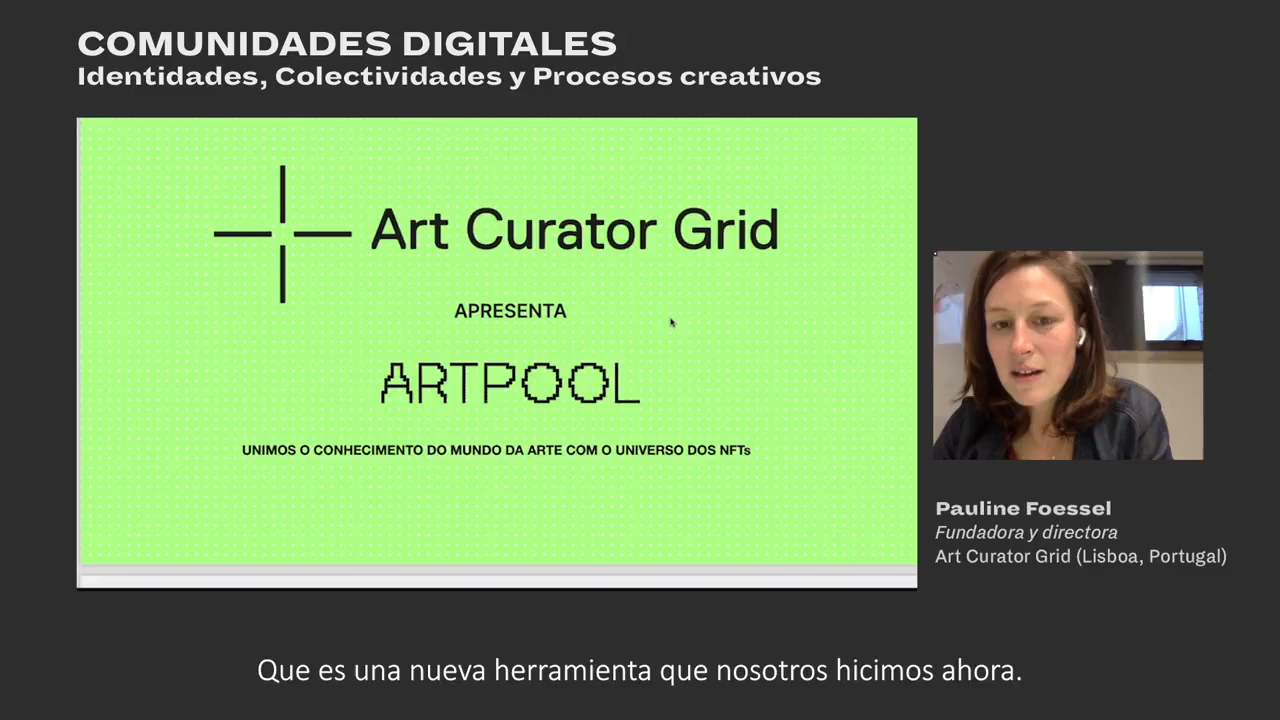 COMUNIDADES DIGITALES
Identidades, Colectividades y Procesos creativos
Art Curator Grid
APRESENTA
ARTPOOL
UNIMOS O CONHECIMENTO DO MUNDO DA ARTE COM O UNIVERSO DOS NFTs
Pauline Foessel
Fundadora y directora
Art Curator Grid (Lisboa, Portugal)
Que es una nueva herramienta que nosotros hicimos ahora.